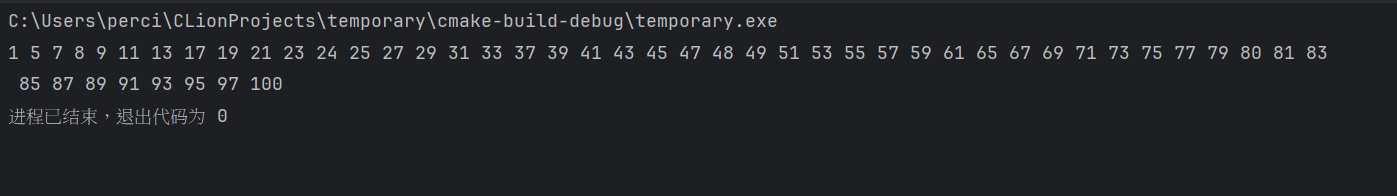 C:\Users\perci\CLionProjects\temporary\cmake-build-debug\temporary.exe
1 5 7 8 9 11 13 17 19 21 23 24 25 27 29 31 33 37 39 41 43 45 47 48 49 51 53 55 57 59 61 65 67 69 71 73 75 77 79 80 81 83
85 87 89 91 93 95 97 100
进程已结束，退出代码为 0